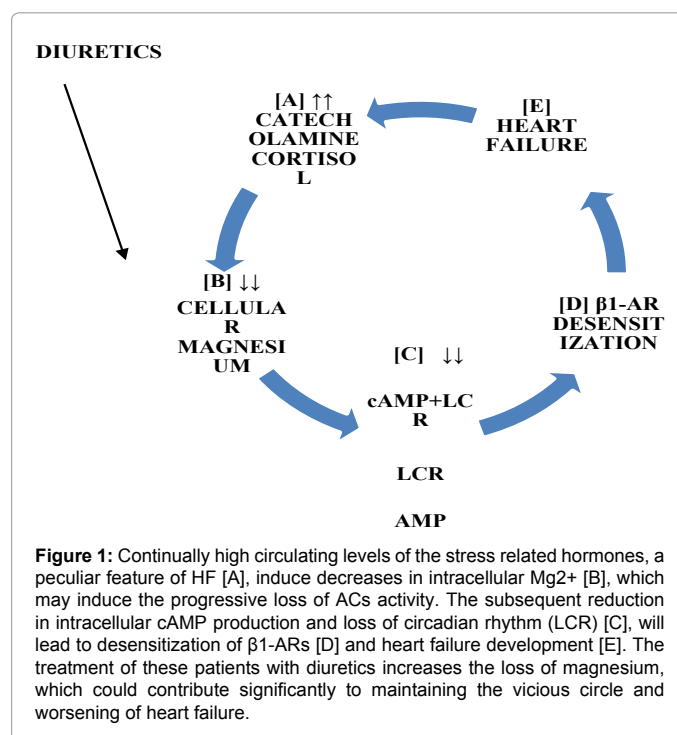 DIURETICS
[A] ↑↑
CATECH
OLAMINE
CORTISO
L
[E]
HEART
FAILURE
[B] ↓↓
CELLULA
R
MAGNESI
UM
[C] ↓↓
cAMP+LC
R
LCR
AMP
[D] β1-AR
DESENSIT
IZATION
Figure 1: Continually high circulating levels of the stress related hormones, a
peculiar feature of HF [A], induce decreases in intracellular Mg2+ [B], which
may induce the progressive loss of ACs activity. The subsequent reduction
in intracellular cAMP production and loss of circadian rhythm (LCR) [C], will
lead to desensitization of β1-ARs [D] and heart failure development [E]. The
treatment of these patients with diuretics increases the loss of magnesium,
which could contribute significantly to maintaining the vicious circle and
worsening of heart failure.